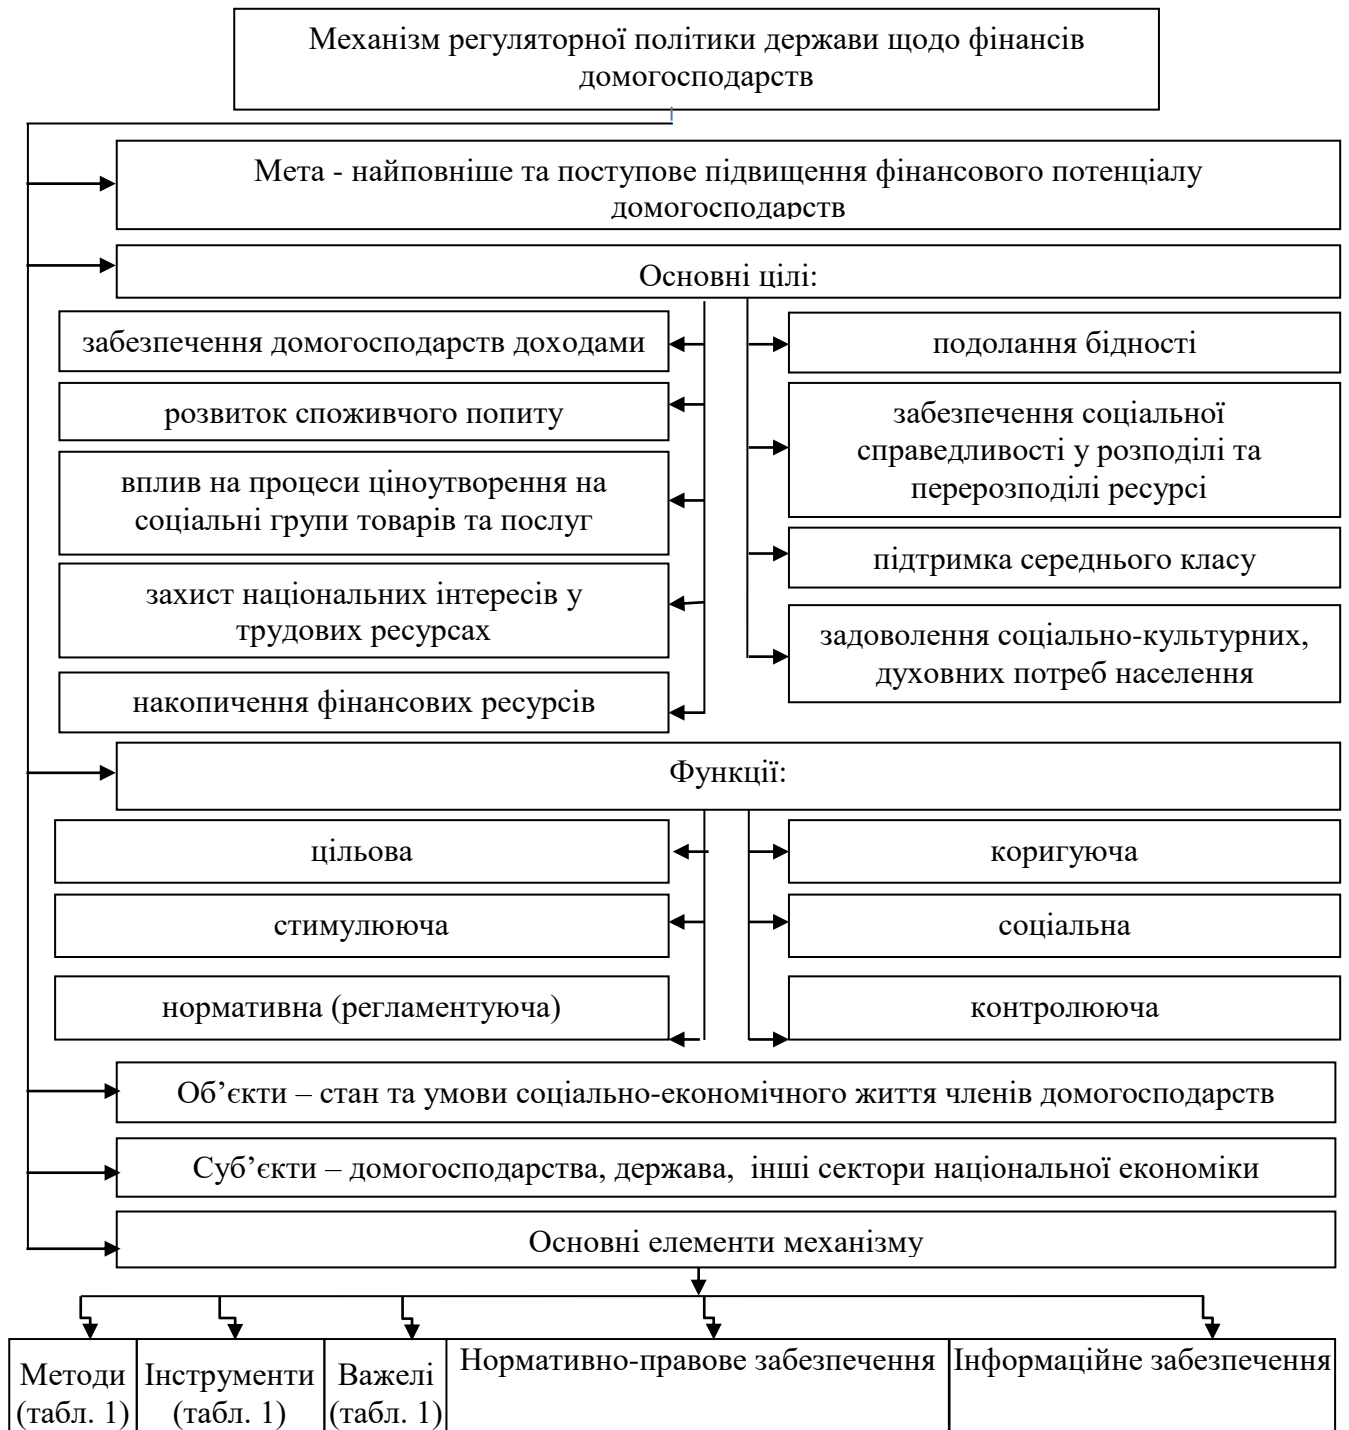 Механізм регуляторної політики держави щодо фінансів
домогосподарств
Мета - найповніше та поступове підвищення фінансового потенціалу
домогосподарств
Основні цілі:
забезпечення домогосподарств доходами
подолання бідності
розвиток споживчого попиту
забезпечення соціальної
справедливості у розподілі та
перерозподілі ресурсі
вплив на процеси ціноутворення на
соціальні групи товарів та послуг
підтримка середнього класу
захист національних інтересів у
трудових ресурсах
задоволення соціально-культурних,
духовних потреб населення
накопичення фінансових ресурсів
Функції:
цільова
коригуюча
стимулююча
соціальна
нормативна (регламентуюча)
контролююча
Об’єкти – стан та умови соціально-економічного життя членів домогосподарств
Суб’єкти – домогосподарства, держава, інші сектори національної економіки
Основні елементи механізму
Методи
(табл. 1)
Інструменти
(табл. 1)
Важелі
(табл. 1)
Нормативно-правове забезпечення
Інформаційне забезпечення